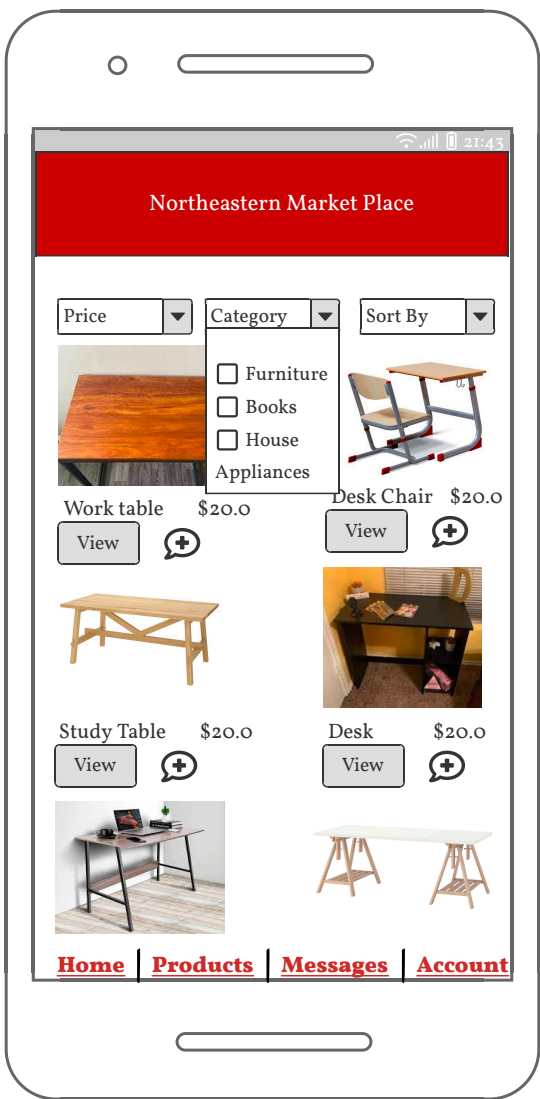 21:43
Northeastern Market Place
Price Category Sort By
Furniture
Books
House
Appliances
Work table $20.0
Desk Chair $20.0
View
View
Study Table $20.0
Desk $20.0
View
View
Home Products Messages Account